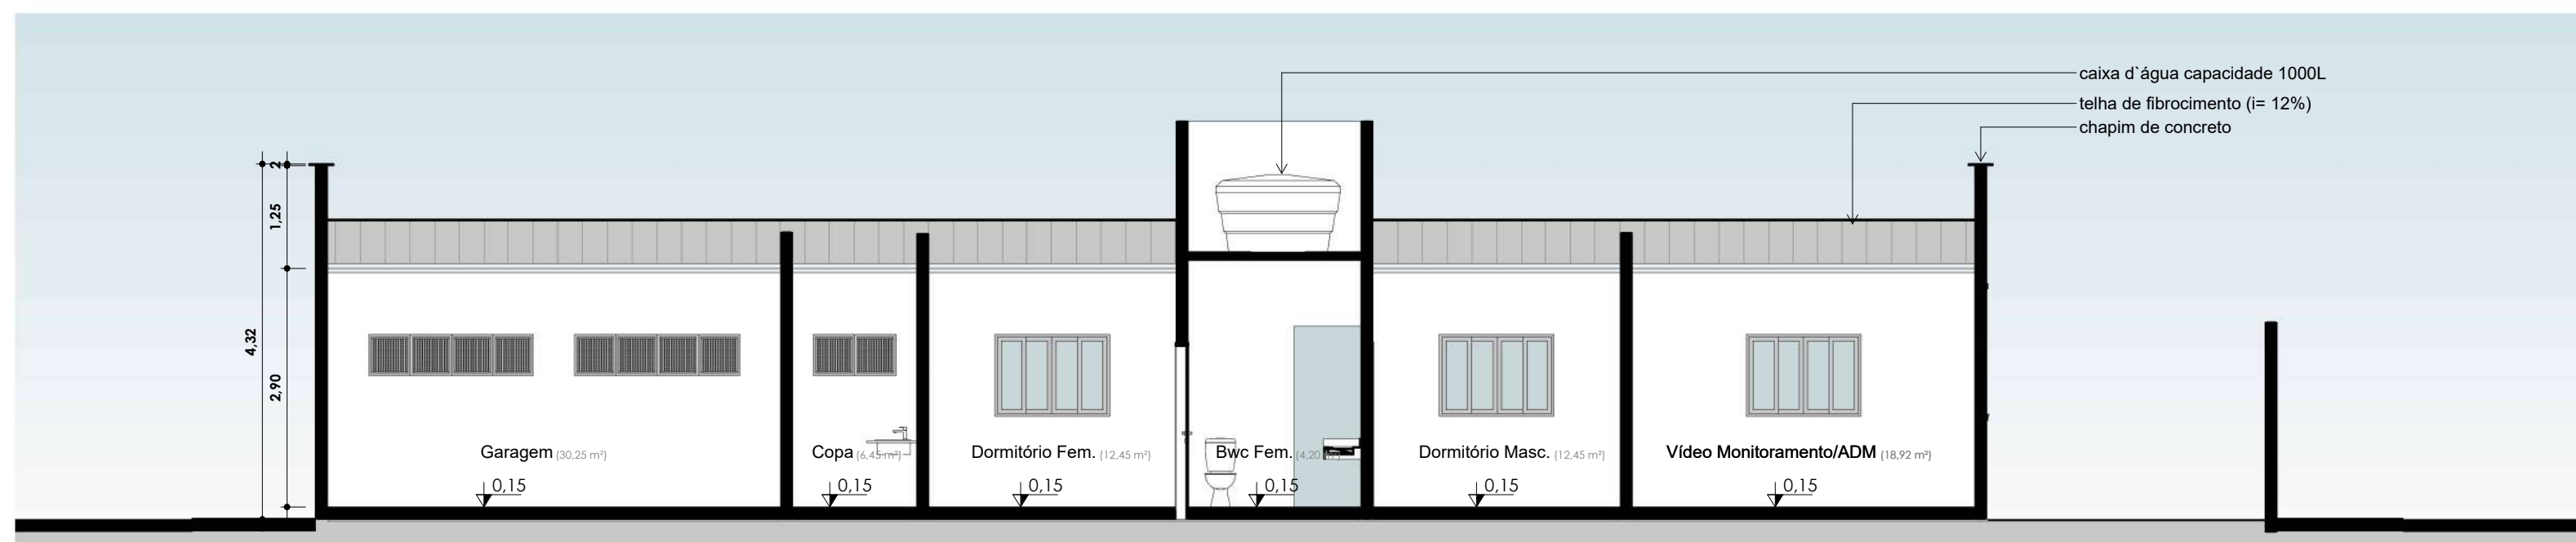 caixa d`água capacidade 1000L
telha de fibrocimento (i= 12%)
chapim de concreto
2
1,25
4,32
2,90
Garagem (30,25 m²)
Copa (6,45 m²)
Dormitório Fem. (12,45 m²)
Bwc Fem. (4,20
Dormitório Masc. (12,45 m²)
Vídeo Monitoramento/ADM (18,92 m²)
0,15
0,15
0,15
0,15
0,15
0,15